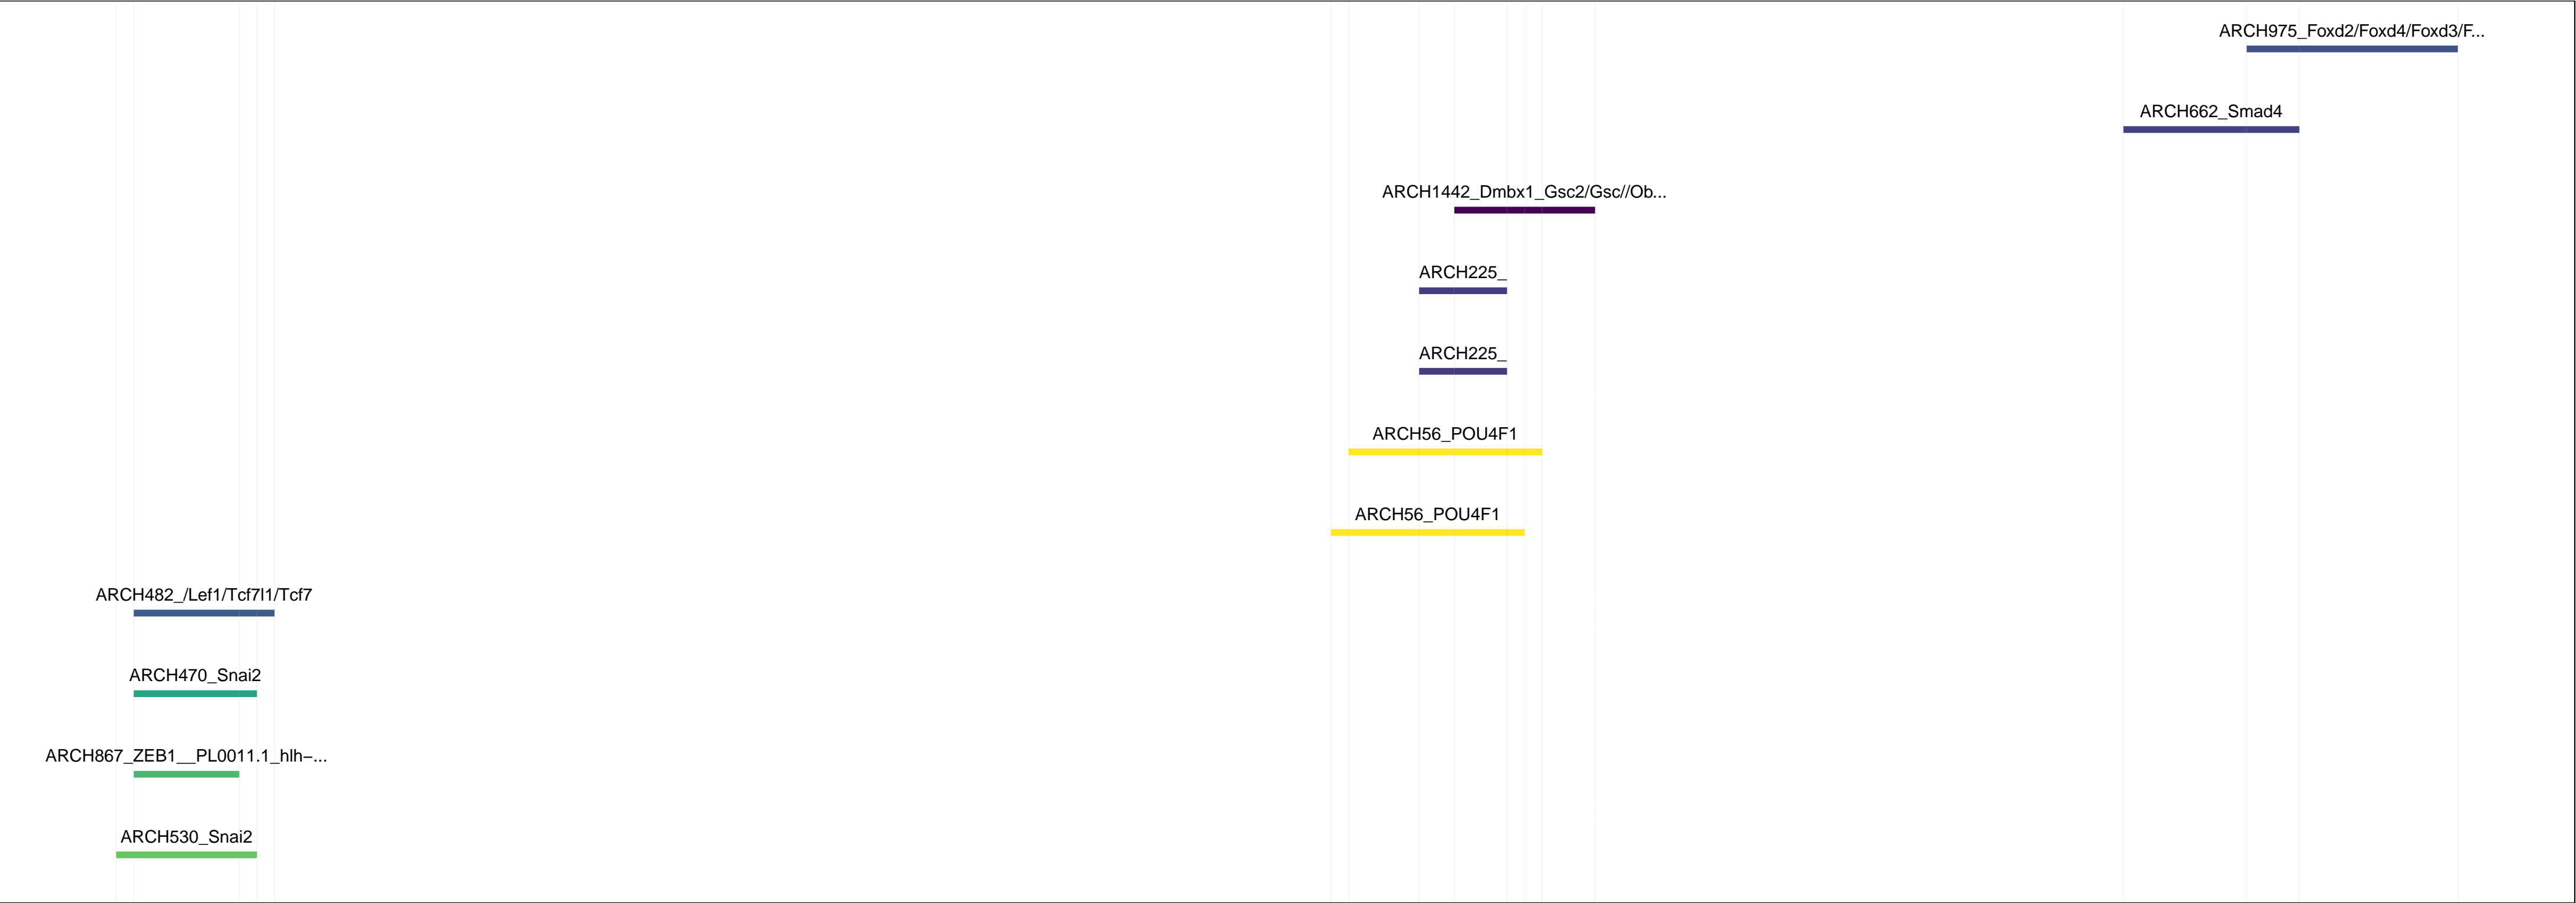 ARCH975_Foxd2/Foxd4/Foxd3/F...
ARCH662_Smad4
ARCH1442_Dmbx1_Gsc2/Gsc//Ob...
ARCH225_
ARCH225_
ARCH56_POU4F1
ARCH56_POU4F1
ARCH482_/Lef1/Tcf7l1/Tcf7
ARCH470_Snai2
ARCH867_ZEB1__PL0011.1_hlh−...
ARCH530_Snai2